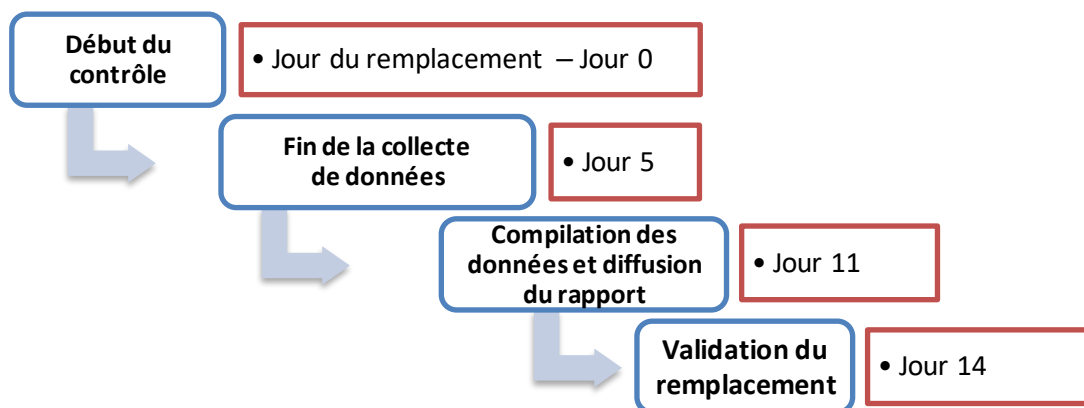 Début du
contrôle
• Jour du remplacement – Jour 0
Fin de la collecte
de données
• Jour 5
Compilation des
données et diffusion
du rapport
• Jour 11
Validation du
remplacement
• Jour 14